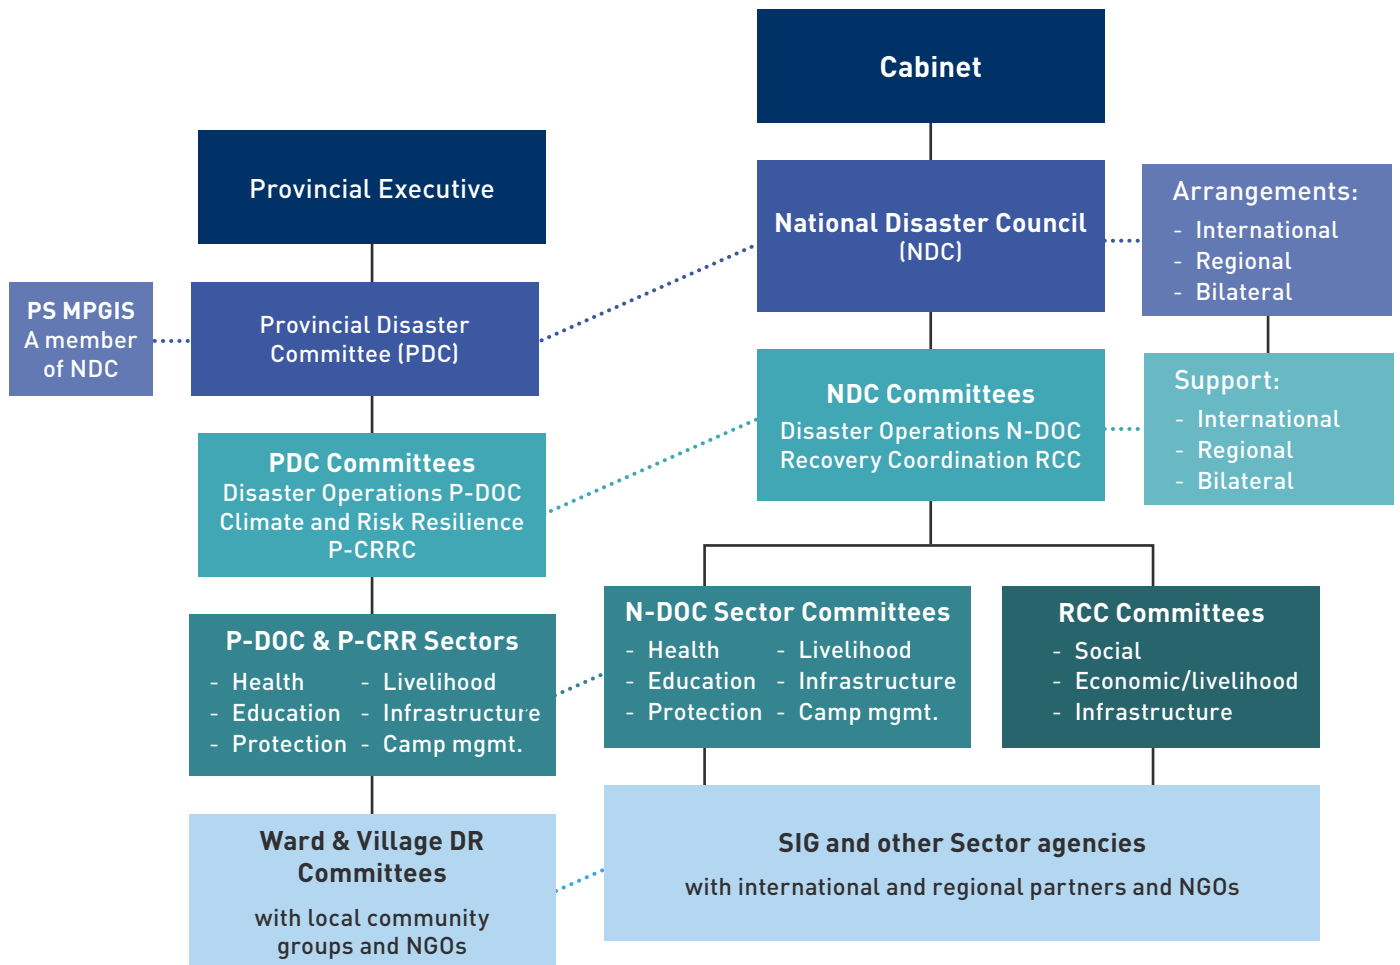 Cabinet
Provincial Executive
National Disaster Council
(NDC)
Arrangements:
- International
- Regional
- Bilateral
PS MPGIS
A member
of NDC
Provincial Disaster
Committee (PDC)
NDC Committees
Disaster Operations N-DOC
Recovery Coordination RCC
Support:
- International
- Regional
- Bilateral
PDC Committees
Disaster Operations P-DOC
Climate and Risk Resilience
P-CRRC
P-DOC & P-CRR Sectors
- Health - Livelihood
- Education - Infrastructure
- Protection - Camp mgmt.
N-DOC Sector Committees
- Health - Livelihood
- Education - Infrastructure
- Protection - Camp mgmt.
RCC Committees
- Social
- Economic/livelihood
- Infrastructure
Ward & Village DR
Committees
with local community
groups and NGOs
SIG and other Sector agencies
with international and regional partners and NGOs